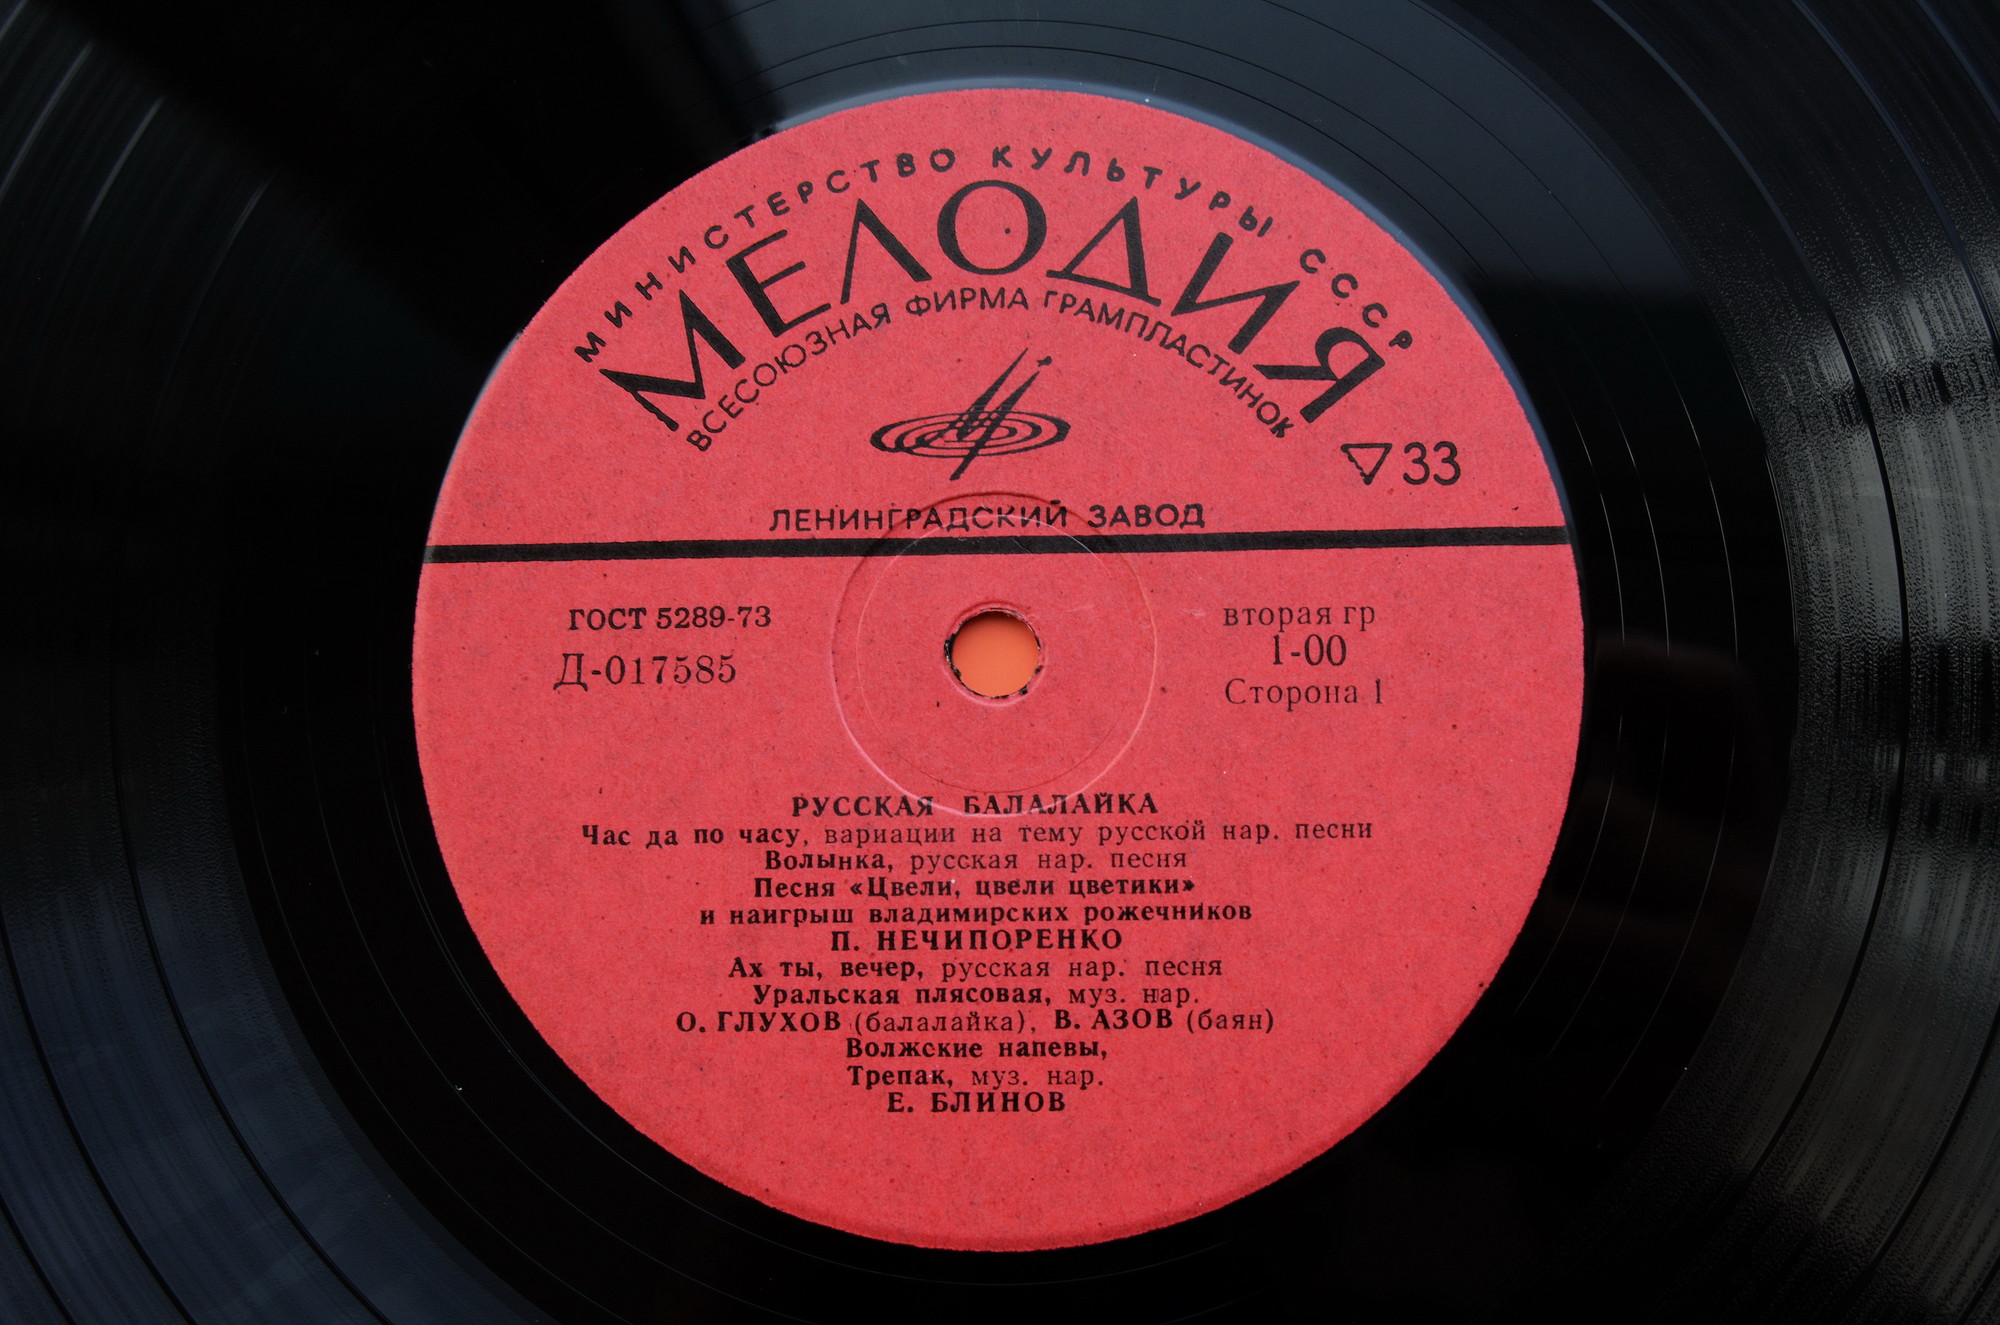 МИНИСТЕРСТВО КУЛЬТУРЫ СССР
МЕЛОДИЯ
ВСЕСОЮЗНАЯ ФИРМА ГРАМПЛАСТИНОК
33
ЛЕНИНГРАДСКИЙ ЗАВОД
ГОСТ 5289-73
Д-017585
вторая гр
1-00
Сторона 1
РУССКАЯ БАЛАЛАЙКА
Час да по часу, вариации на тему русской нар. песни
Волынка, русская нар. песня
Песня «Цвели, цвели цветики»
и наигрыш владимирских рожечников
П. НЕЧИПОРЕНКО
Ах ты, вечер, русская нар. песня
Уральская плясовая, муз. нар.
О. ГЛУХОВ (балалайка), В. АЗОВ (баян)
Волжские напевы,
Трепак, муз. нар.
Е. БЛИНОВ